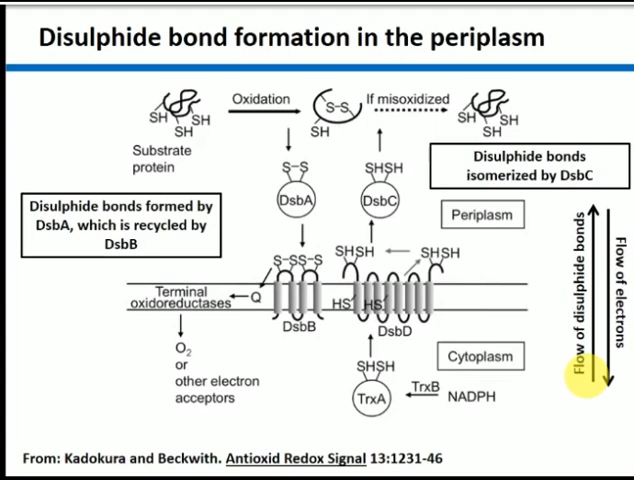 Disulphide bond formation in the periplasm
Oxidation
If misoxidized
S-S
SH
SH
SH
SH
SH
SH
SH
Substrate
protein
S-S
SHSH
Disulphide bonds
isomerized by DsbC
DsbA
DsbC
Disulphide bonds formed by
DsbA, which is recycled by
DsbB
Periplasm
S-SS-S
SHSH
SHSH
Terminal
oxidoreductases
Q
HS
HS
DsbB
DsbD
O2
or
other electron
acceptors
Cytoplasm
SHSH
TrxA
TrxB
NADPH
Flow of disulphide bonds
Flow of electrons
From: Kadokura and Beckwith. Antioxid Redox Signal 13:1231-46